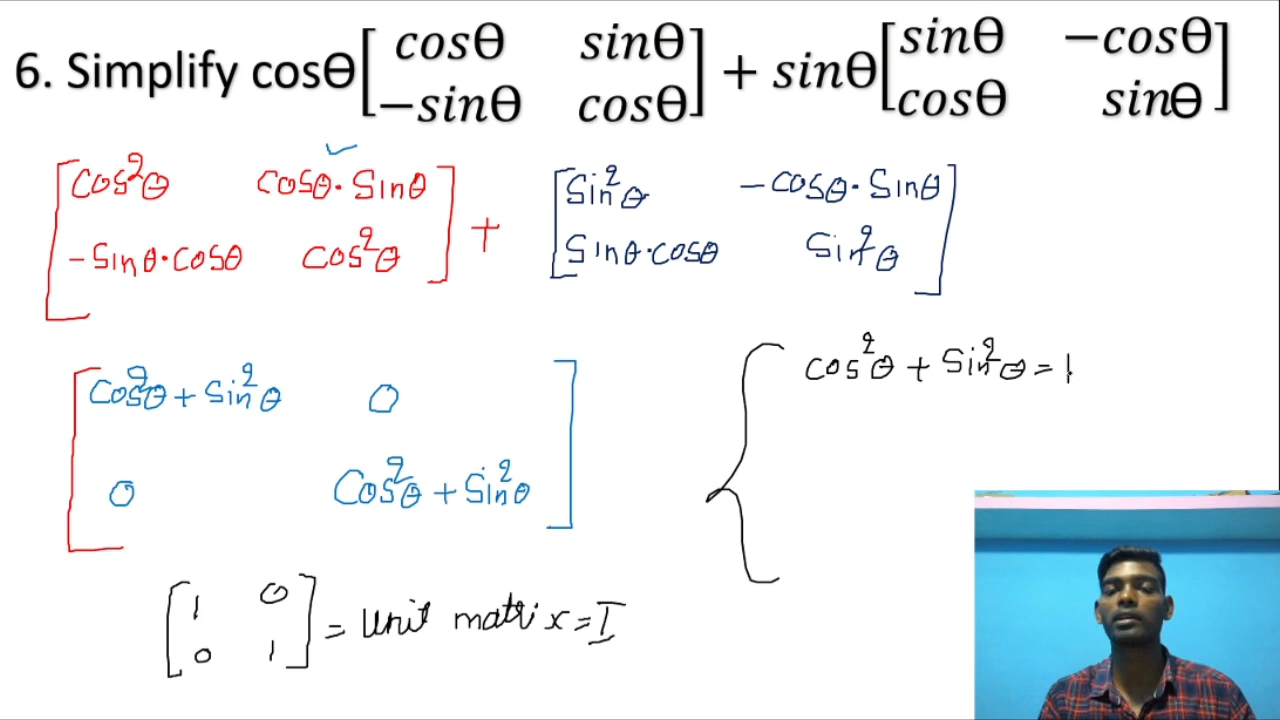 6. Simplify cosθ[cosθ sinθ -sinθ cosθ] + sinθ[sinθ -cosθ cosθ sinθ]
[cos²θ cosθ·sinθ] + [sin²θ -cosθ·sinθ]
[-sinθ·cosθ cos²θ] [sinθ·cosθ sin²θ]
[cos²θ + sin²θ 0]
[0 cos²θ + sin²θ]
{ cos²θ + sin²θ = 1
[1 0 0 1] = unit matrix = I